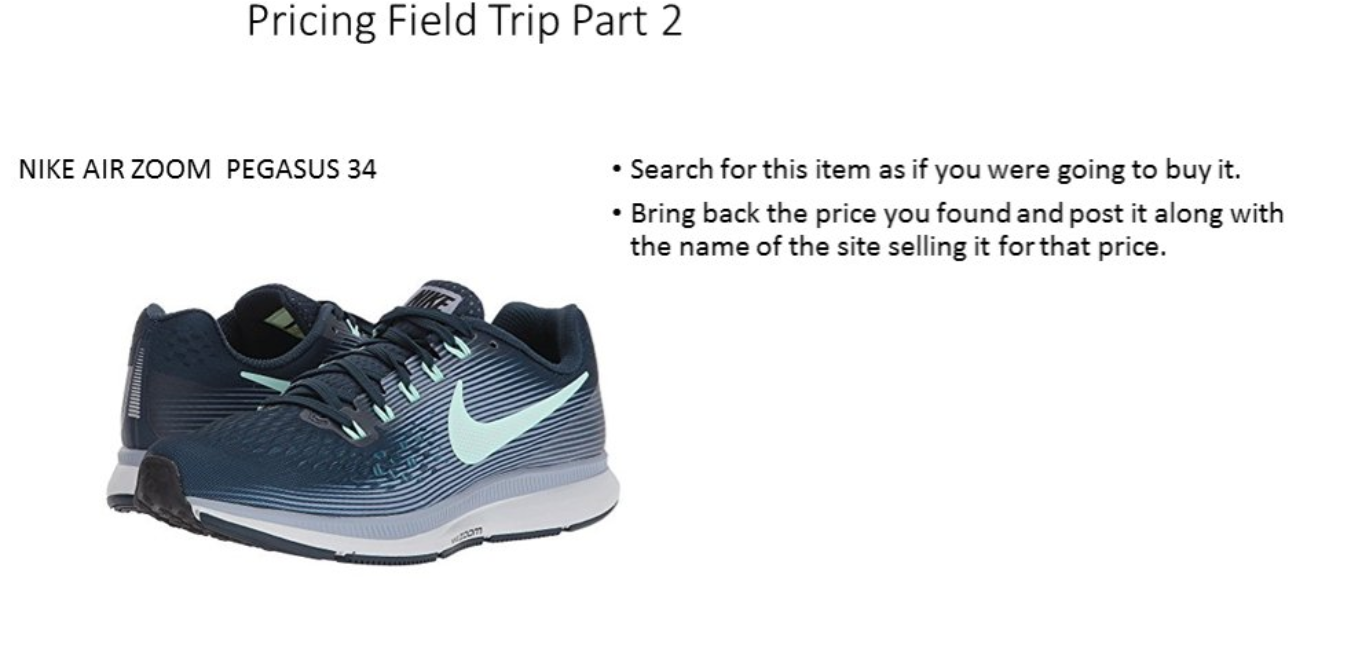 Pricing Field Trip Part 2
NIKE AIR ZOOM PEGASUS 34
• Search for this item as if you were going to buy it.
• Bring back the price you found and post it along with
the name of the site selling it for that price.
NIKE
zoom